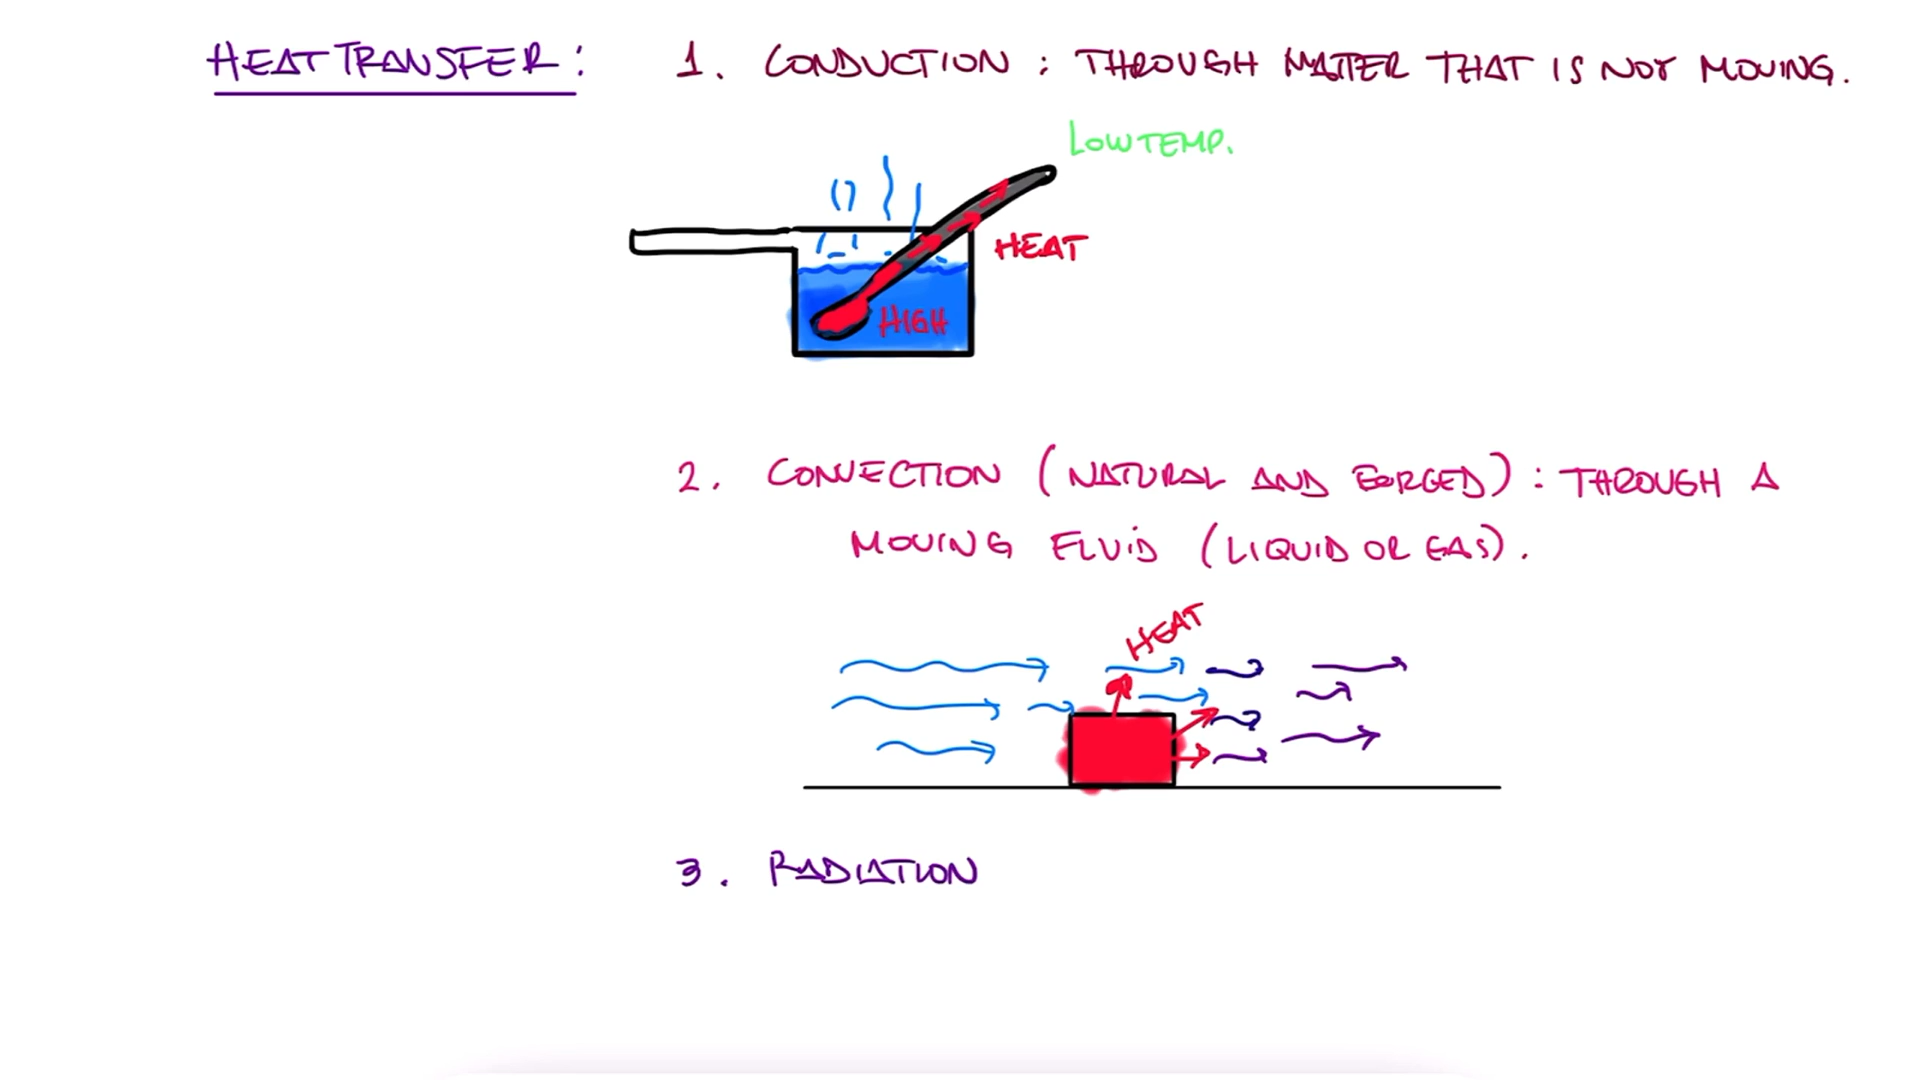 HEAT TRANSFER:
1. CONDUCTION : THROUGH MATTER THAT IS NOT MOVING.
LOW TEMP.
HEAT
HIGH
2. CONVECTION (NATURAL AND FORCED) : THROUGH A
MOVING FLUID (LIQUID OR GAS).
HEAT
3. RADIATION